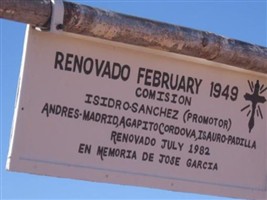 RENOVADO FEBRUARY 1949
COMISION
ISIDRO-SANCHEZ (PROMOTOR)
ANDRES-MADRID,AGAPITO CORDOVA,ISAURO-PADILLA
RENOVADO JULY 1982
EN MEMORIA DE JOSE GARCIA